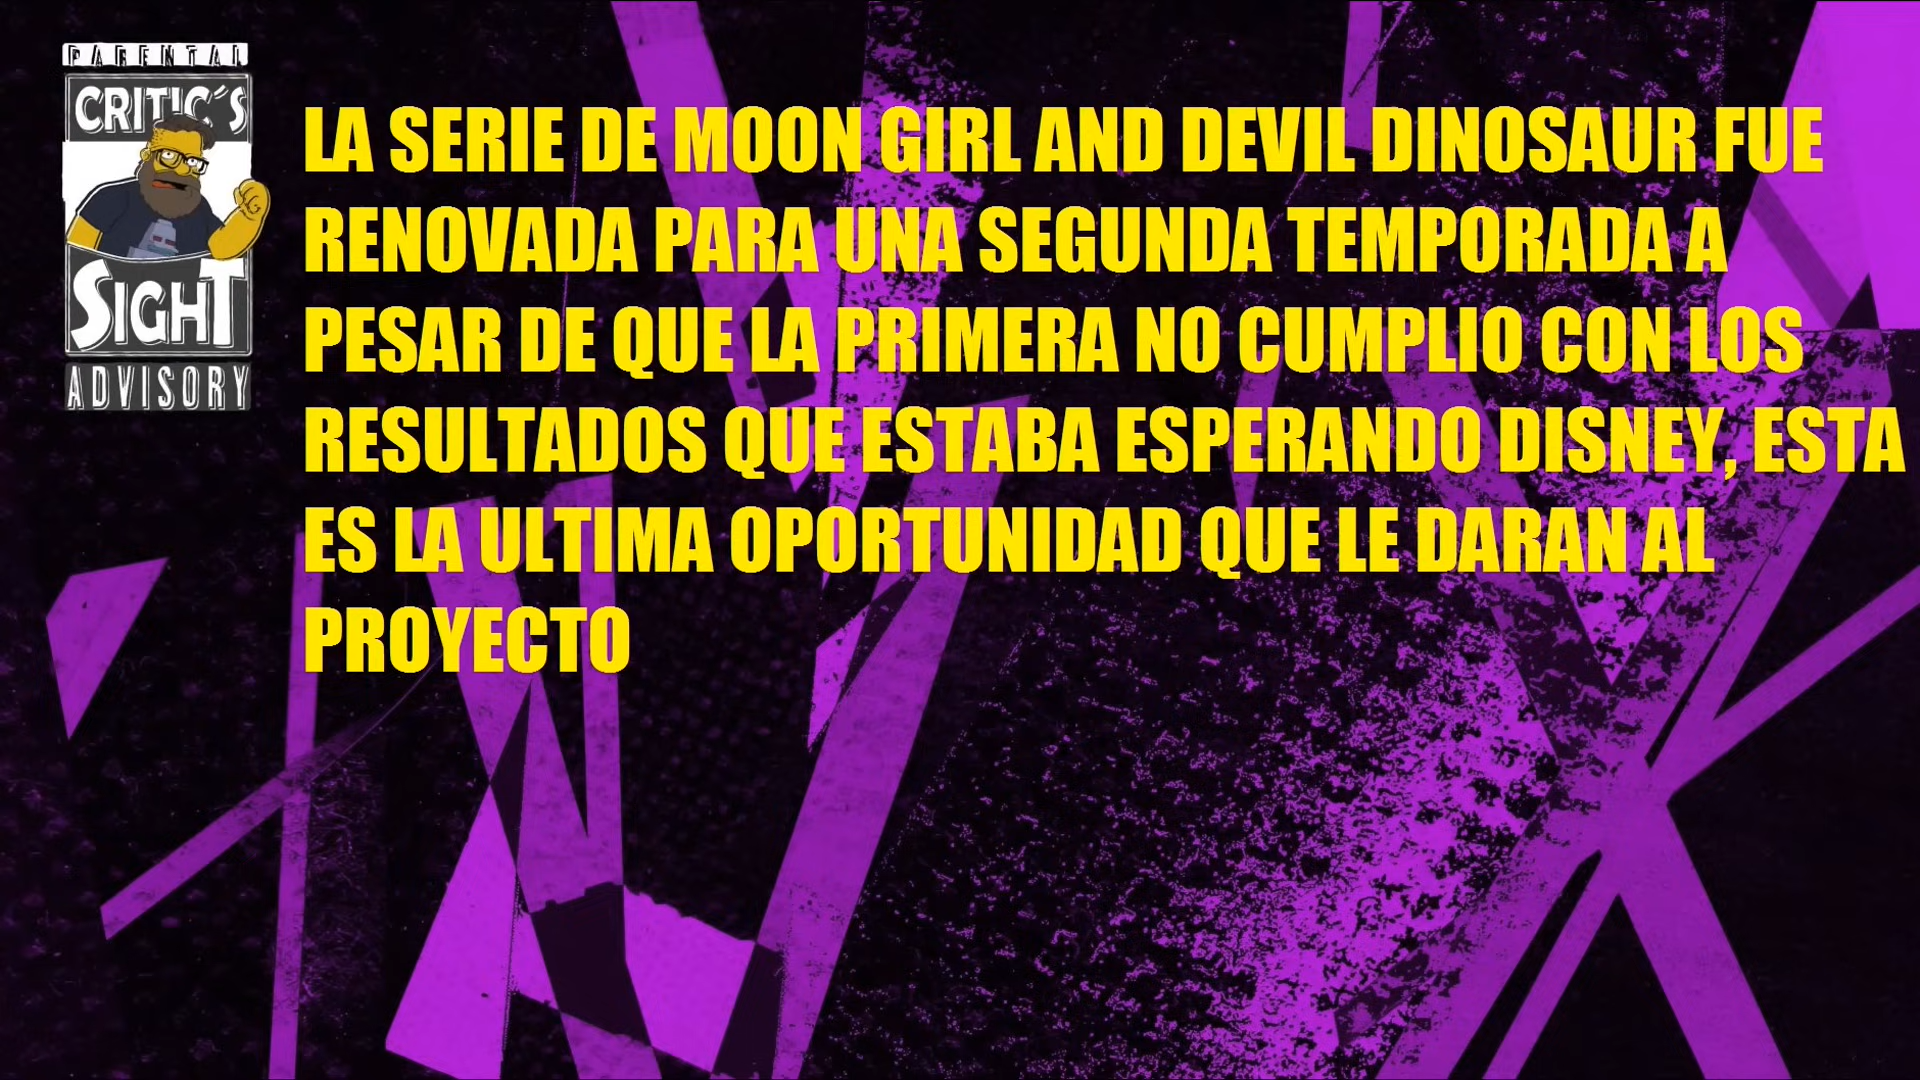 PARENTAL
CRITIC´S
SIGHT
ADVISORY
LA SERIE DE MOON GIRL AND DEVIL DINOSAUR FUE
RENOVADA PARA UNA SEGUNDA TEMPORADA A
PESAR DE QUE LA PRIMERA NO CUMPLIO CON LOS
RESULTADOS QUE ESTABA ESPERANDO DISNEY, ESTA
ES LA ULTIMA OPORTUNIDAD QUE LE DARAN AL
PROYECTO